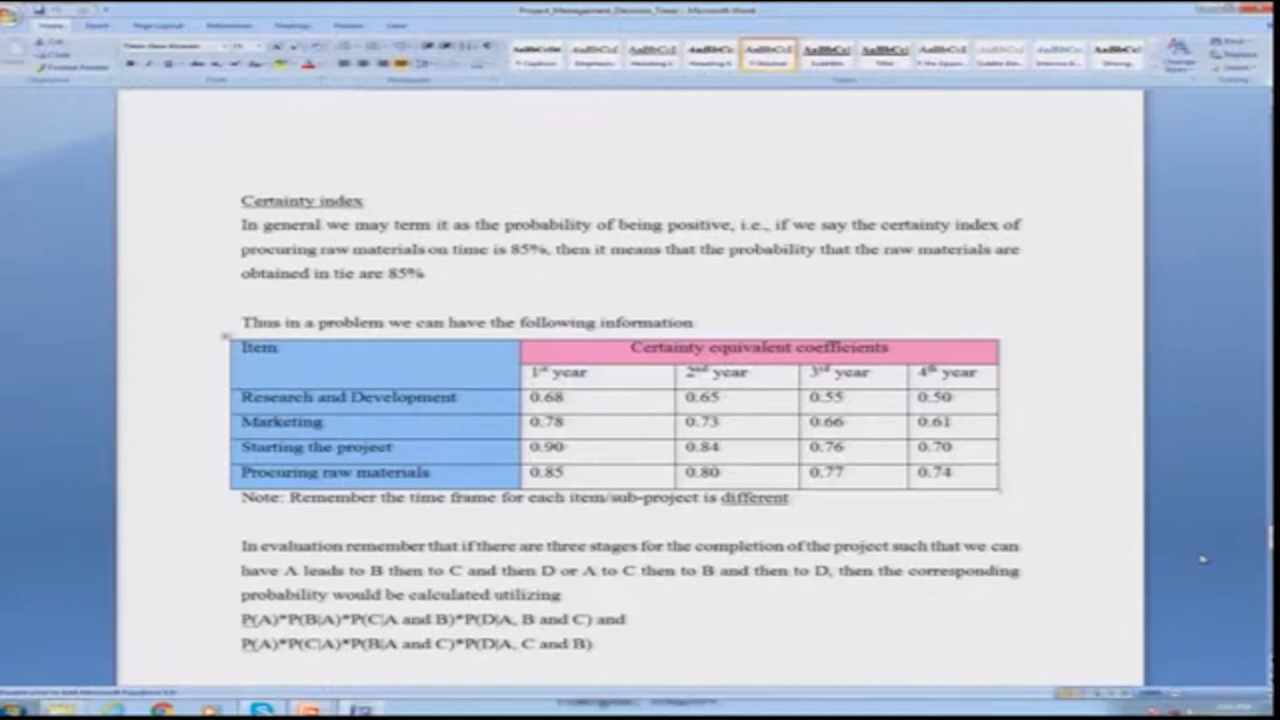 Project_Management_Decision_Trees - Microsoft Word
Certainty index
In general we may term it as the probability of being positive, i.e., if we say the certainty index of
procuring raw materials on time is 85%, then it means that the probability that the raw materials are
obtained in tie are 85%
Thus in a problem we can have the following information
Item Certainty equivalent coefficients
1st year 2nd year 3rd year 4th year
Research and Development 0.68 0.65 0.55 0.50
Marketing 0.78 0.73 0.66 0.61
Starting the project 0.90 0.84 0.76 0.70
Procuring raw materials 0.85 0.80 0.77 0.74
Note: Remember the time frame for each item/sub-project is different
In evaluation remember that if there are three stages for the completion of the project such that we can
have A leads to B then to C and then D or A to C then to B and then to D, then the corresponding
probability would be calculated utilizing
P(A)*P(B|A)*P(C|A and B)*P(D|A, B and C) and
P(A)*P(C|A)*P(B|A and C)*P(D|A, C and B)